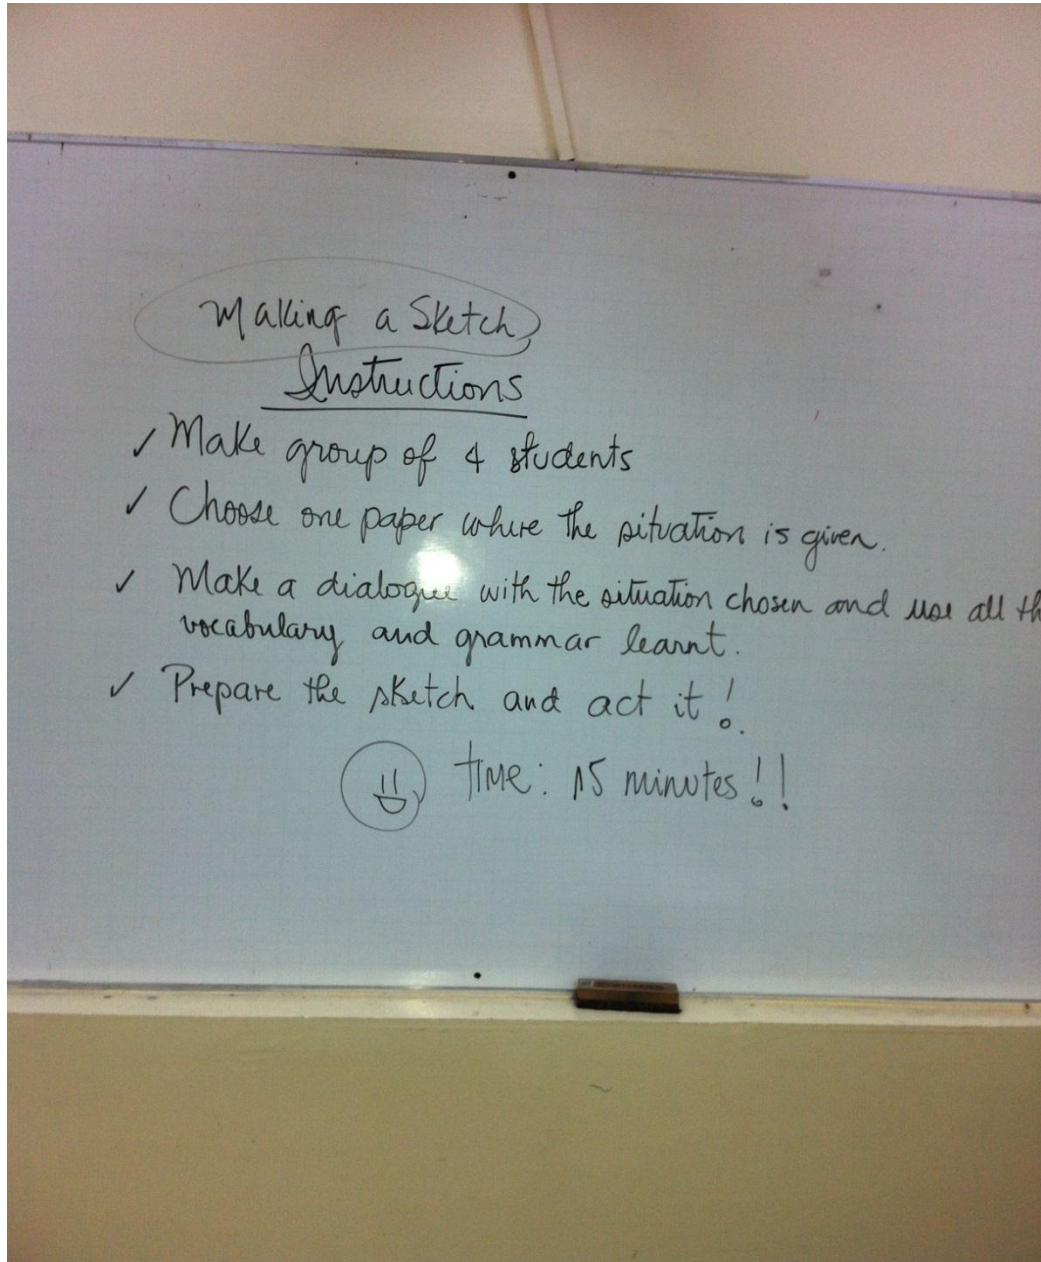 Making a Sketch
Instructions
✓ Make group of 4 students
✓ Choose one paper where the situation is given.
✓ Make a dialogue with the situation chosen and use all th
vocabulary and grammar learnt.
✓ Prepare the sketch and act it!
time: 15 minutes!!